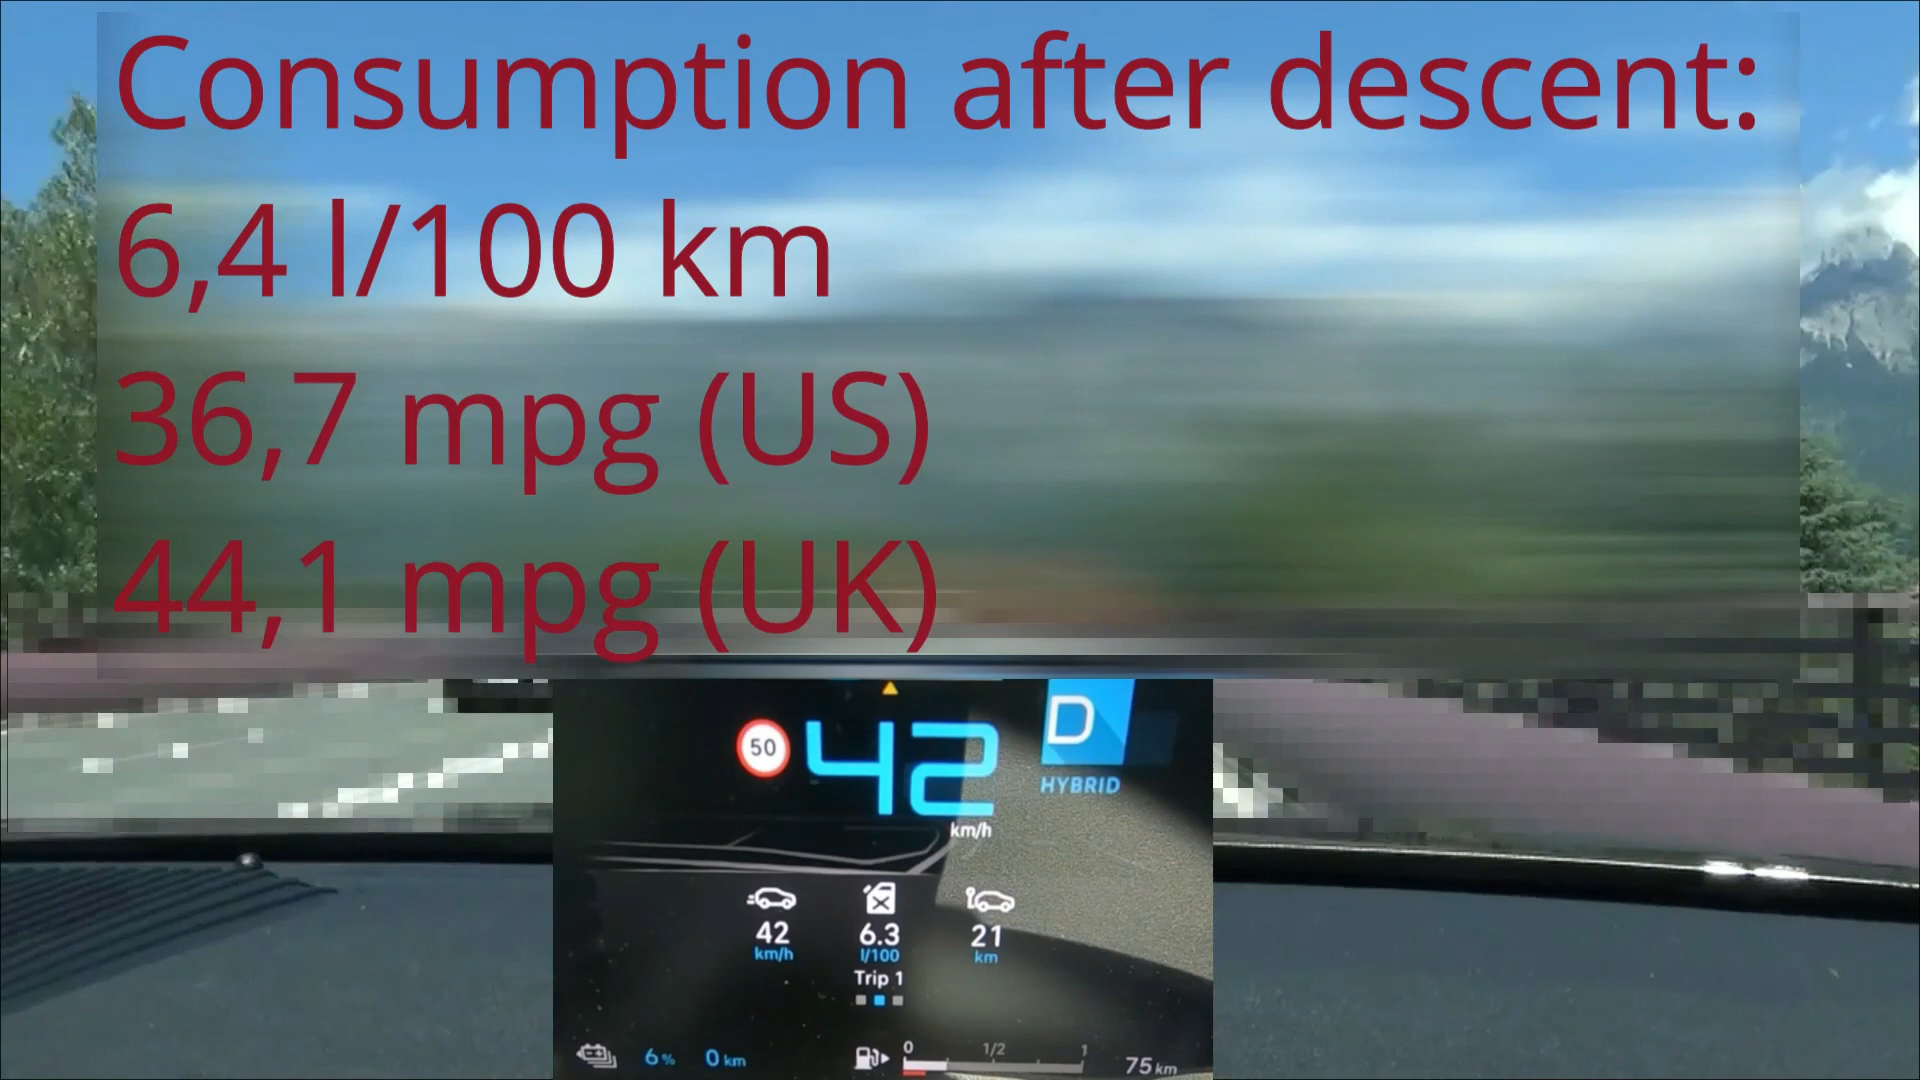 Consumption after descent:
6,4 l/100 km
36,7 mpg (US)
44,1 mpg (UK)
50
42
km/h
D
HYBRID
42
km/h
6.3
l/100
21
km
Trip 1
6 %
0 km
0
1/2
1
75 km